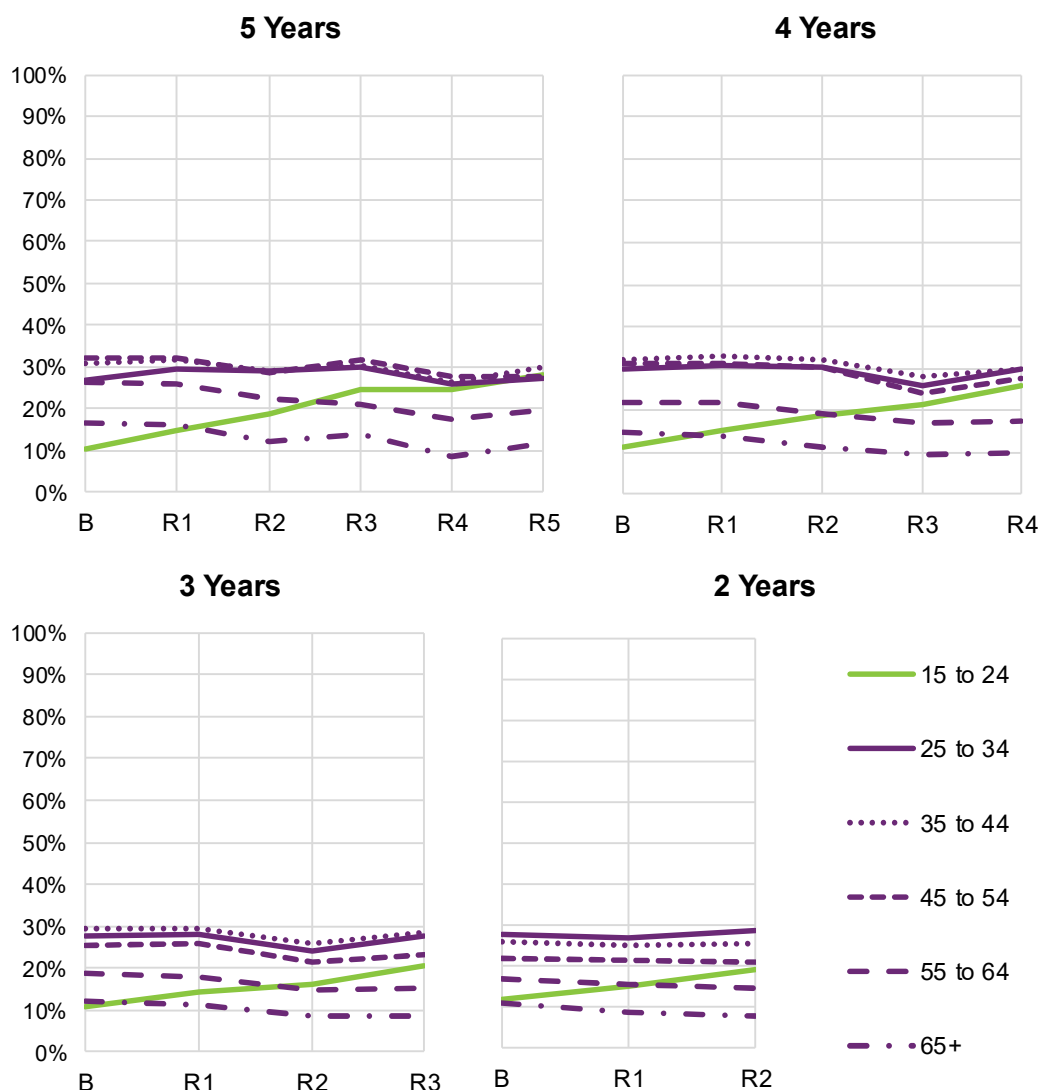 5 Years
100%
90%
80%
70%
60%
50%
40%
30%
20%
10%
0%
B R1 R2 R3 R4 R5
4 Years
B R1 R2 R3 R4
3 Years
100%
90%
80%
70%
60%
50%
40%
30%
20%
10%
0%
B R1 R2 R3
2 Years
B R1 R2
15 to 24
25 to 34
35 to 44
45 to 54
55 to 64
65+